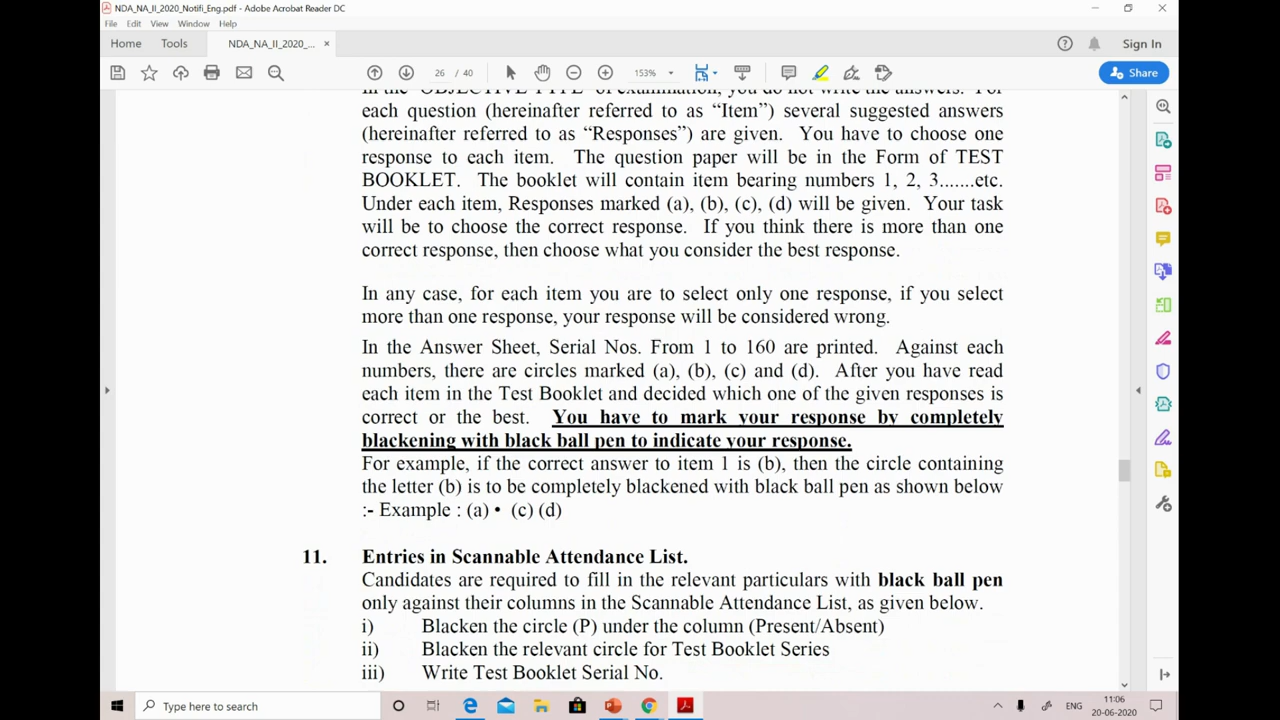 NDA_NA_II_2020_Notifi_Eng.pdf - Adobe Acrobat Reader DC
File Edit View Window Help
Home Tools NDA_NA_II_2020_... × Sign In
26 / 40 153% Share
In the "OBJECTIVE TYPE" of examination, you do not write the answers. For
each question (hereinafter referred to as “Item”) several suggested answers
(hereinafter referred to as “Responses”) are given. You have to choose one
response to each item. The question paper will be in the Form of TEST
BOOKLET. The booklet will contain item bearing numbers 1, 2, 3.......etc.
Under each item, Responses marked (a), (b), (c), (d) will be given. Your task
will be to choose the correct response. If you think there is more than one
correct response, then choose what you consider the best response.
In any case, for each item you are to select only one response, if you select
more than one response, your response will be considered wrong.
In the Answer Sheet, Serial Nos. From 1 to 160 are printed. Against each
numbers, there are circles marked (a), (b), (c) and (d). After you have read
each item in the Test Booklet and decided which one of the given responses is
correct or the best. You have to mark your response by completely
blackening with black ball pen to indicate your response.
For example, if the correct answer to item 1 is (b), then the circle containing
the letter (b) is to be completely blackened with black ball pen as shown below
:- Example : (a) • (c) (d)
11. Entries in Scannable Attendance List.
Candidates are required to fill in the relevant particulars with black ball pen
only against their columns in the Scannable Attendance List, as given below.
i) Blacken the circle (P) under the column (Present/Absent)
ii) Blacken the relevant circle for Test Booklet Series
iii) Write Test Booklet Serial No.
Type here to search
ENG 11:06
20-06-2020